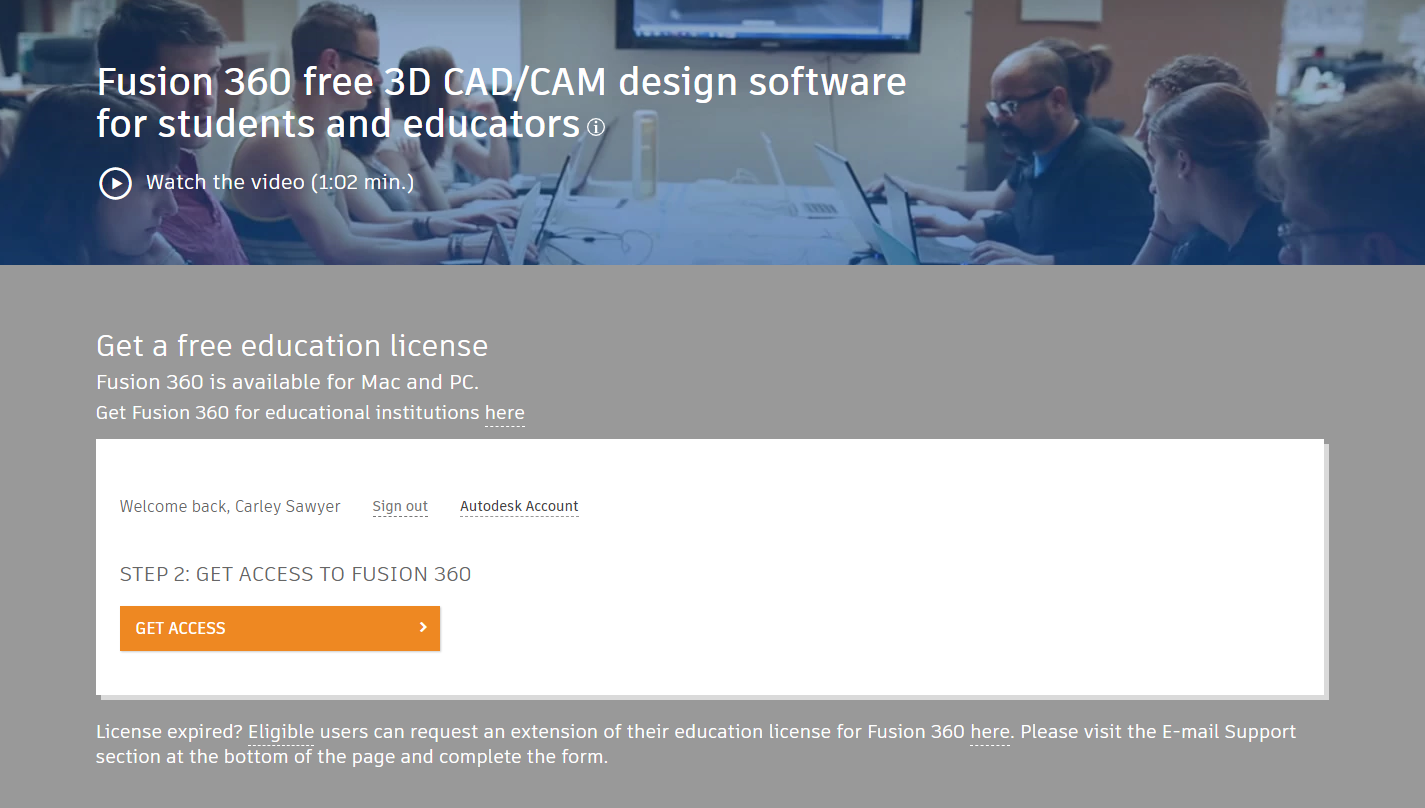 Fusion 360 free 3D CAD/CAM design software
for students and educators
Watch the video (1:02 min.)
Get a free education license
Fusion 360 is available for Mac and PC.
Get Fusion 360 for educational institutions here
Welcome back, Carley Sawyer Sign out Autodesk Account
STEP 2: GET ACCESS TO FUSION 360
GET ACCESS
License expired? Eligible users can request an extension of their education license for Fusion 360 here. Please visit the E-mail Support
section at the bottom of the page and complete the form.